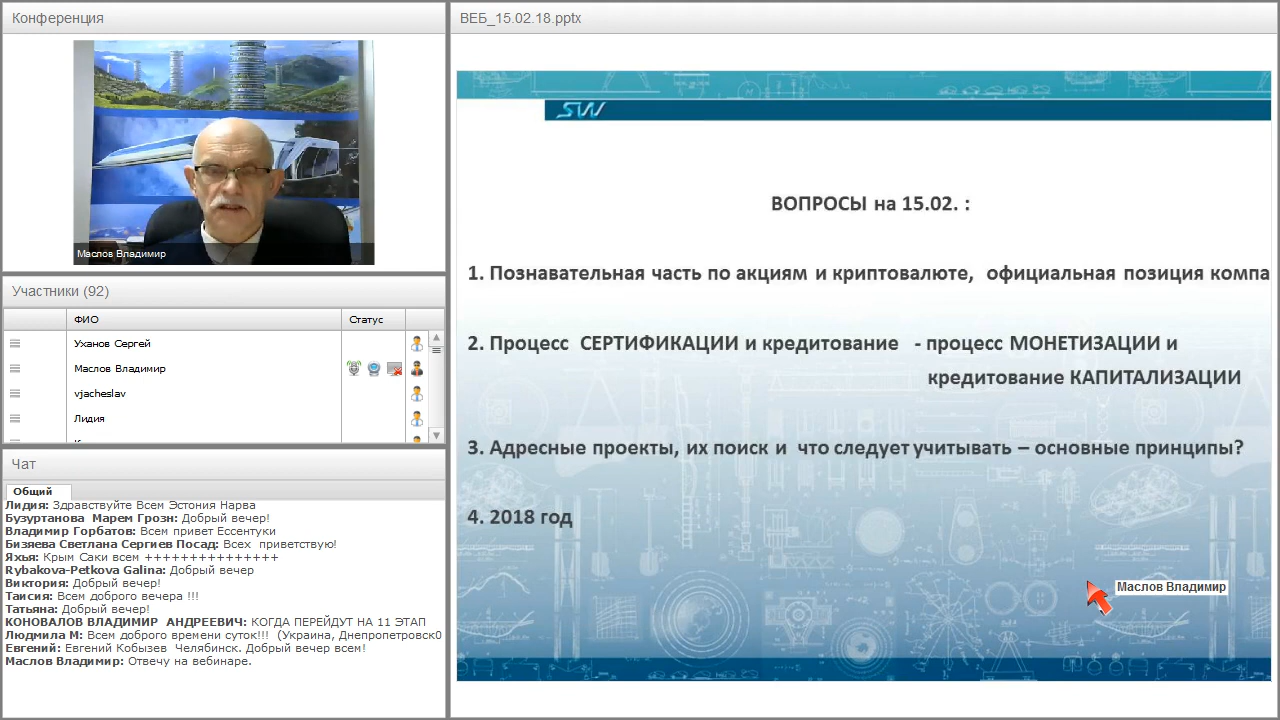 Конференция
Маслов Владимир
Участники (92)
ФИО
Статус
Уханов Сергей
Маслов Владимир
vjacheslav
Лидия
Чат
Общий
Лидия: Здравствуйте Всем Эстония Нарва
Бузуртанова Марем Грозн: Добрый вечер!
Владимир Горбатов: Всем привет Ессентуки
Бизяева Светлана Сергиев Посад: Всех приветствую!
Яхья: Крым Саки всем +++++++++++++++
Rybakova-Petkova Galina: Добрый вечер
Виктория: Добрый вечер!
Таисия: Всем доброго вечера !!!
Татьяна: Добрый вечер!
КОНОВАЛОВ ВЛАДИМИР АНДРЕЕВИЧ: КОГДА ПЕРЕЙДУТ НА 11 ЭТАП
Людмила М: Всем доброго времени суток!!! (Украина, Днепропетровск0
Евгений: Евгений Кобызев Челябинск. Добрый вечер всем!
Маслов Владимир: Отвечу на вебинаре.
ВЕБ_15.02.18.pptx
SW
ВОПРОСЫ на 15.02. :
1. Познавательная часть по акциям и криптовалюте, официальная позиция компа
2. Процесс СЕРТИФИКАЦИИ и кредитование - процесс МОНЕТИЗАЦИИ и
кредитование КАПИТАЛИЗАЦИИ
3. Адресные проекты, их поиск и что следует учитывать – основные принципы?
4. 2018 год
Маслов Владимир